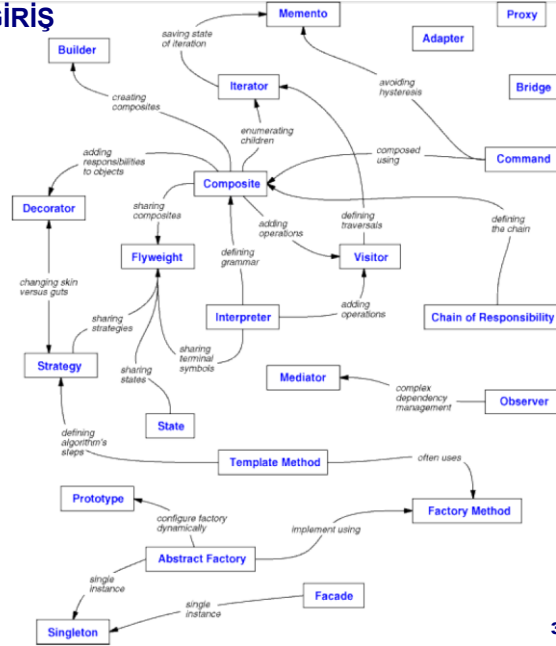 GİRİŞ
Memento
Proxy
Builder
saving state
of iteration
Adapter
Iterator
avoiding
hysteresis
Bridge
creating
composites
enumerating
children
adding
responsibilities
to objects
composed
using
Command
Composite
Decorator
sharing
composites
adding
operations
defining
traversals
defining
the chain
Flyweight
defining
grammar
Visitor
changing skin
versus guts
adding
operations
Interpreter
Chain of Responsibility
sharing
strategies
sharing
terminal
symbols
Strategy
sharing
states
Mediator
complex
dependency
management
Observer
State
defining
algorithm's
steps
Template Method
often uses
Prototype
configure factory
dynamically
implement using
Factory Method
Abstract Factory
single
instance
Facade
single
instance
Singleton
3